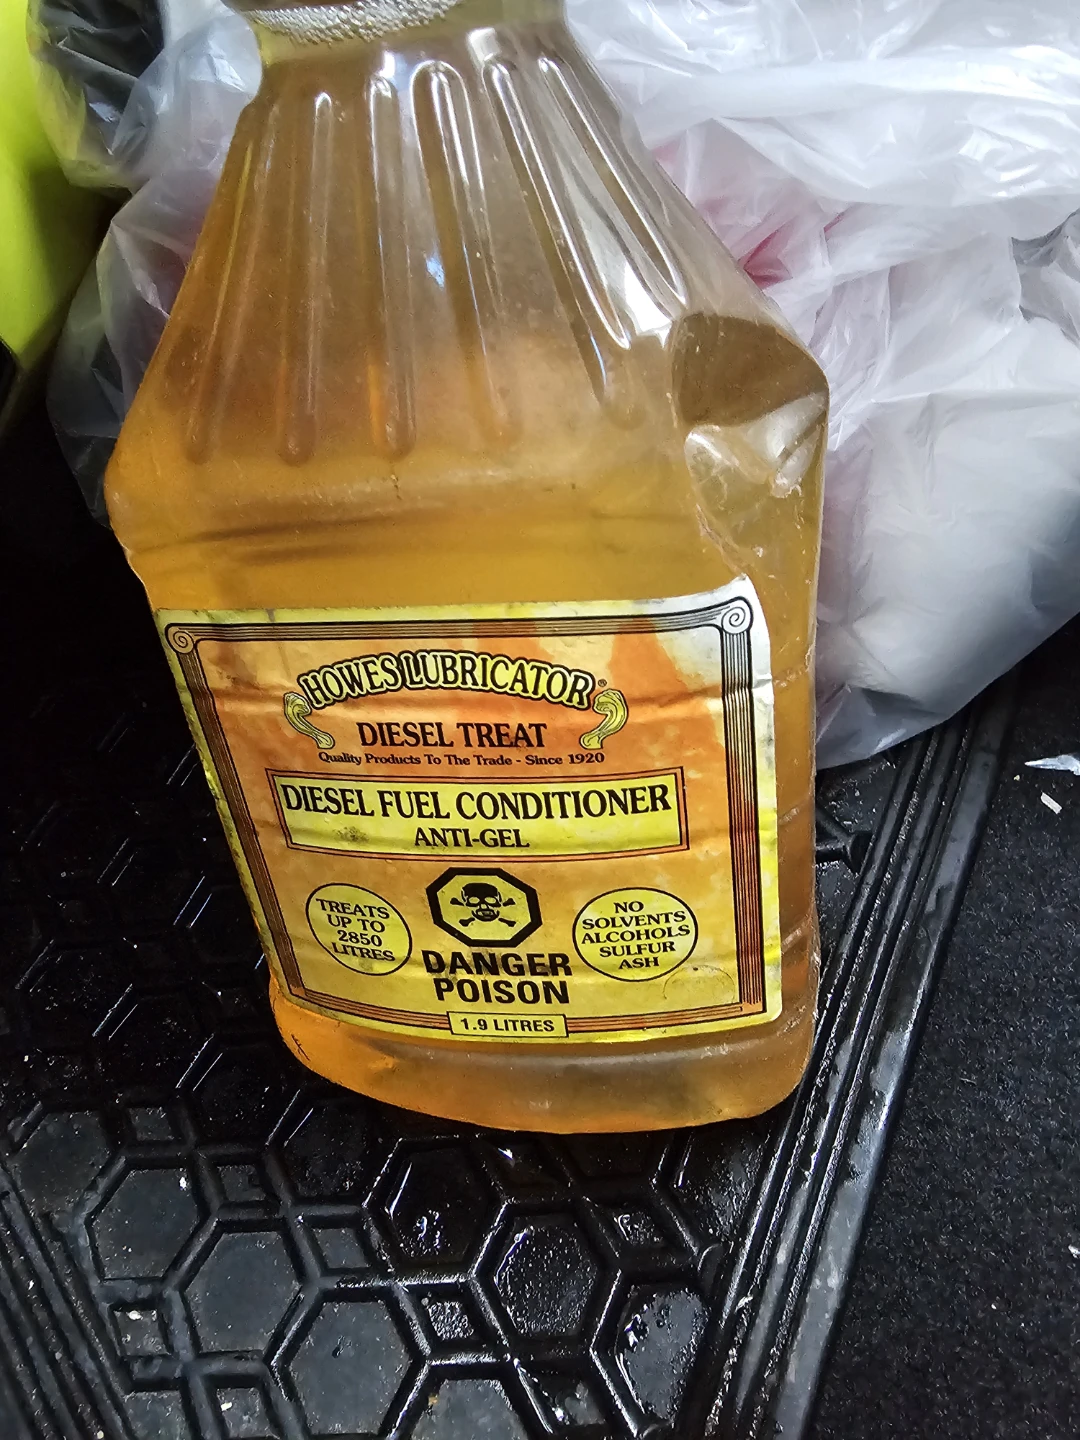 HOWES LUBRICATOR®
DIESEL TREAT
Quality Products To The Trade - Since 1920
DIESEL FUEL CONDITIONER
ANTI-GEL
TREATS
UP TO
2850
LITRES
DANGER
POISON
NO
SOLVENTS
ALCOHOLS
SULFUR
ASH
1.9 LITRES